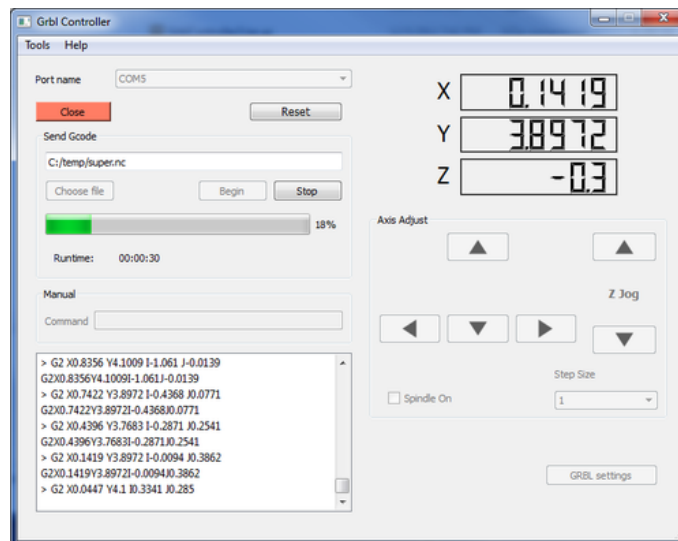 Grbl Controller
Tools Help
Port name COM5
Close Reset
Send Gcode
C:/temp/super.nc
Choose file Begin Stop
18%
Runtime: 00:00:30
Manual
Command
> G2 X0.8356 Y4.1009 I-1.061 J-0.0139
G2X0.8356Y4.1009I-1.061J-0.0139
> G2 X0.7422 Y3.8972 I-0.4368 J0.0771
G2X0.7422Y3.8972I-0.4368J0.0771
> G2 X0.4396 Y3.7683 I-0.2871 J0.2541
G2X0.4396Y3.7683I-0.2871J0.2541
> G2 X0.1419 Y3.8972 I-0.0094 J0.3862
G2X0.1419Y3.8972I-0.0094J0.3862
> G2 X0.0447 Y4.1 I0.3341 J0.285
X 0.1419
Y 3.8972
Z -0.3
Axis Adjust
Z Jog
Step Size
Spindle On 1
GRBL settings